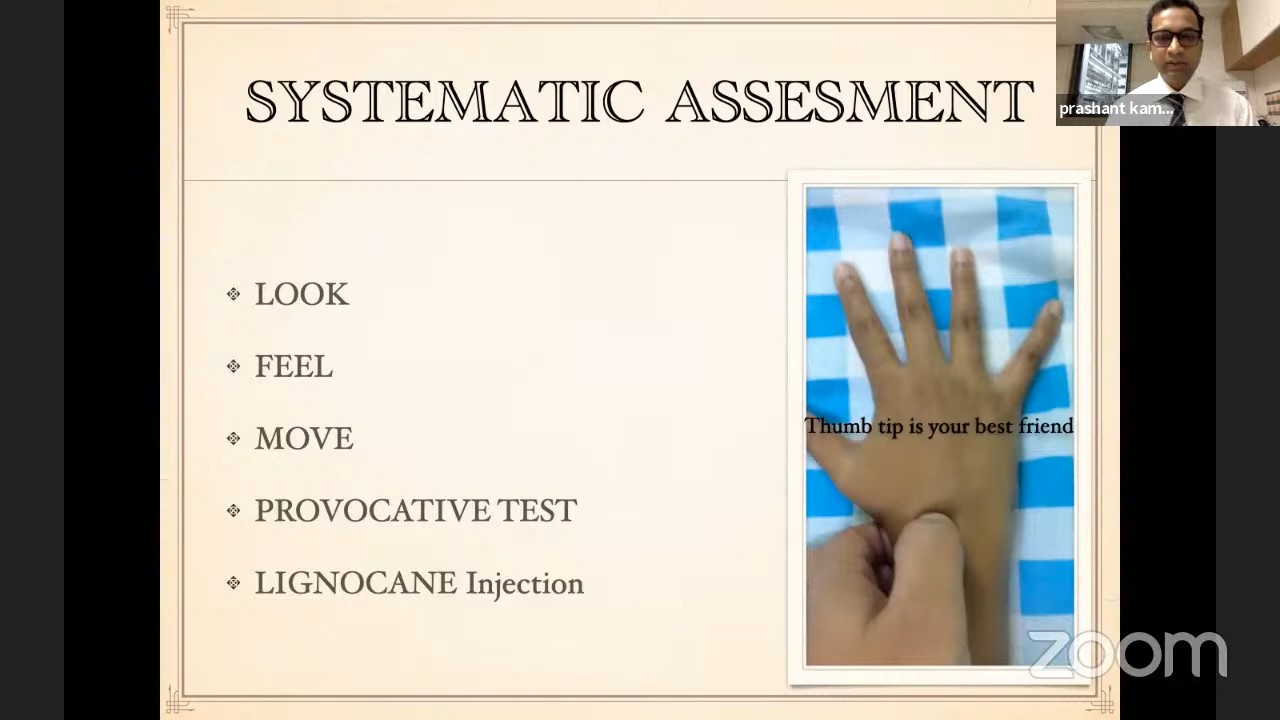 SYSTEMATIC ASSESMENT
prashant kam...
LOOK
FEEL
MOVE
PROVOCATIVE TEST
LIGNOCANE Injection
Thumb tip is your best friend
zoom